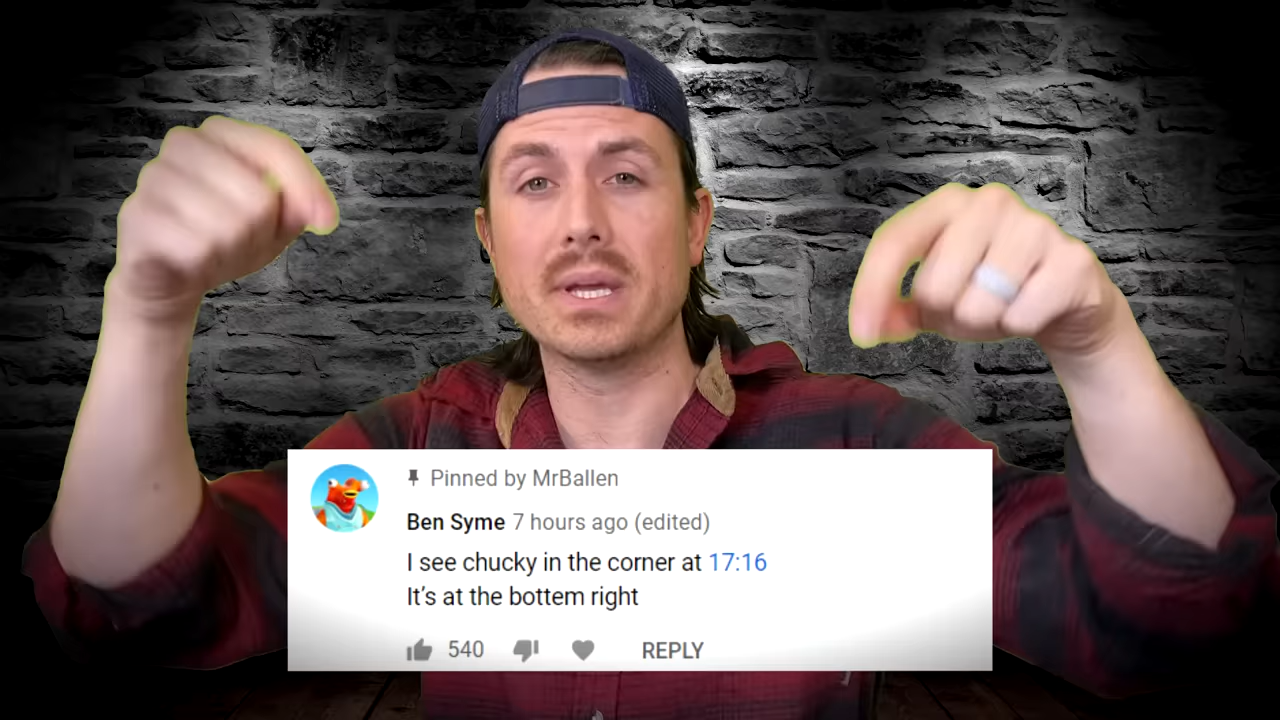 Pinned by MrBallen
Ben Syme 7 hours ago (edited)
I see chucky in the corner at 17:16
It's at the bottem right
540 REPLY